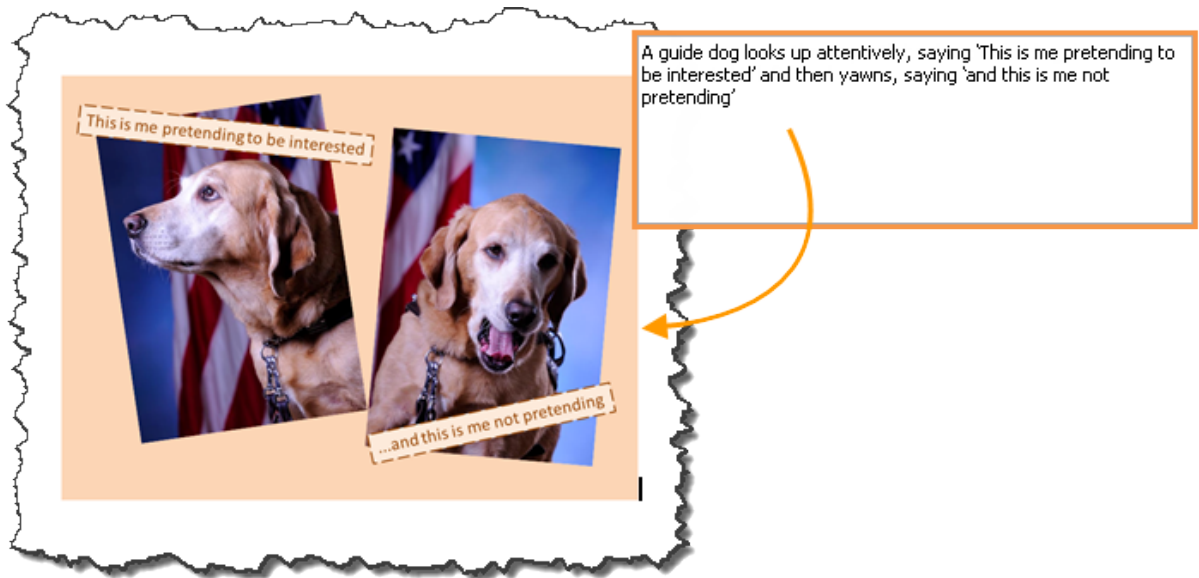 A guide dog looks up attentively, saying ‘This is me pretending to
be interested’ and then yawns, saying ‘and this is me not
pretending’
This is me pretending to be interested
...and this is me not pretending